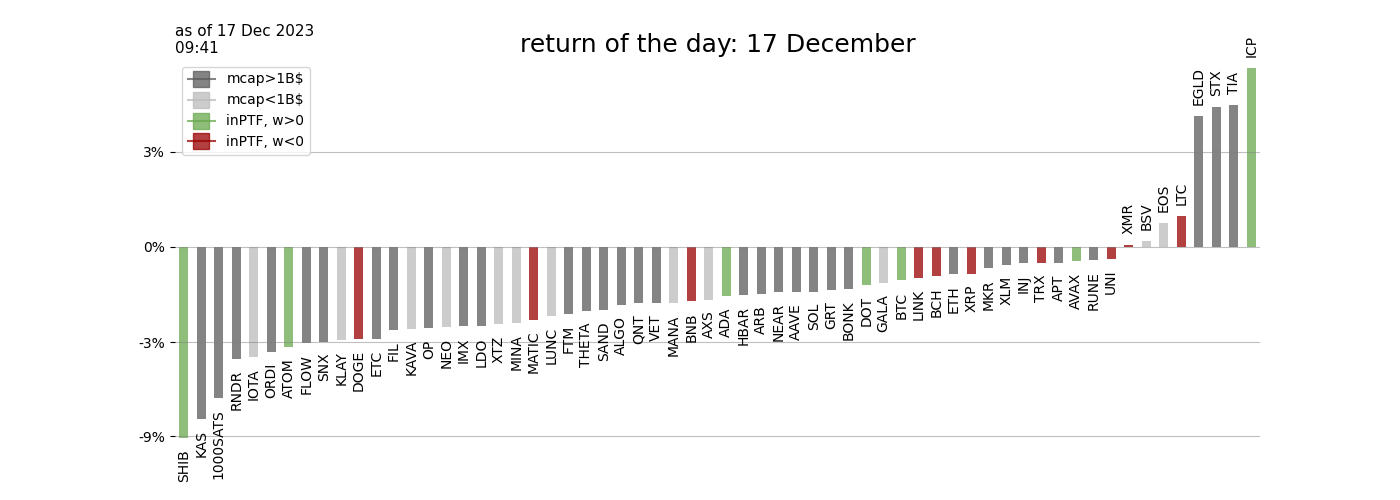 as of 17 Dec 2023
09:41
return of the day: 17 December
mcap>1B$
mcap<1B$
inPTF, w>0
inPTF, w<0
3%
0%
-3%
-9%
SHIB
KAS
1000SATS
RNDR
IOTA
ORDI
ATOM
FLOW
SNX
KLAY
DOGE
ETC
FIL
KAVA
OP
NEO
IMX
LDO
XTZ
MINA
MATIC
LUNC
FTM
THETA
SAND
ALGO
QNT
VET
MANA
BNB
AXS
ADA
HBAR
ARB
NEAR
AAVE
SOL
GRT
BONK
DOT
GALA
BTC
LINK
BCH
ETH
XRP
MKR
XLM
INJ
TRX
APT
AVAX
RUNE
UNI
XMR
BSV
EOS
LTC
EGLD
STX
TIA
ICP